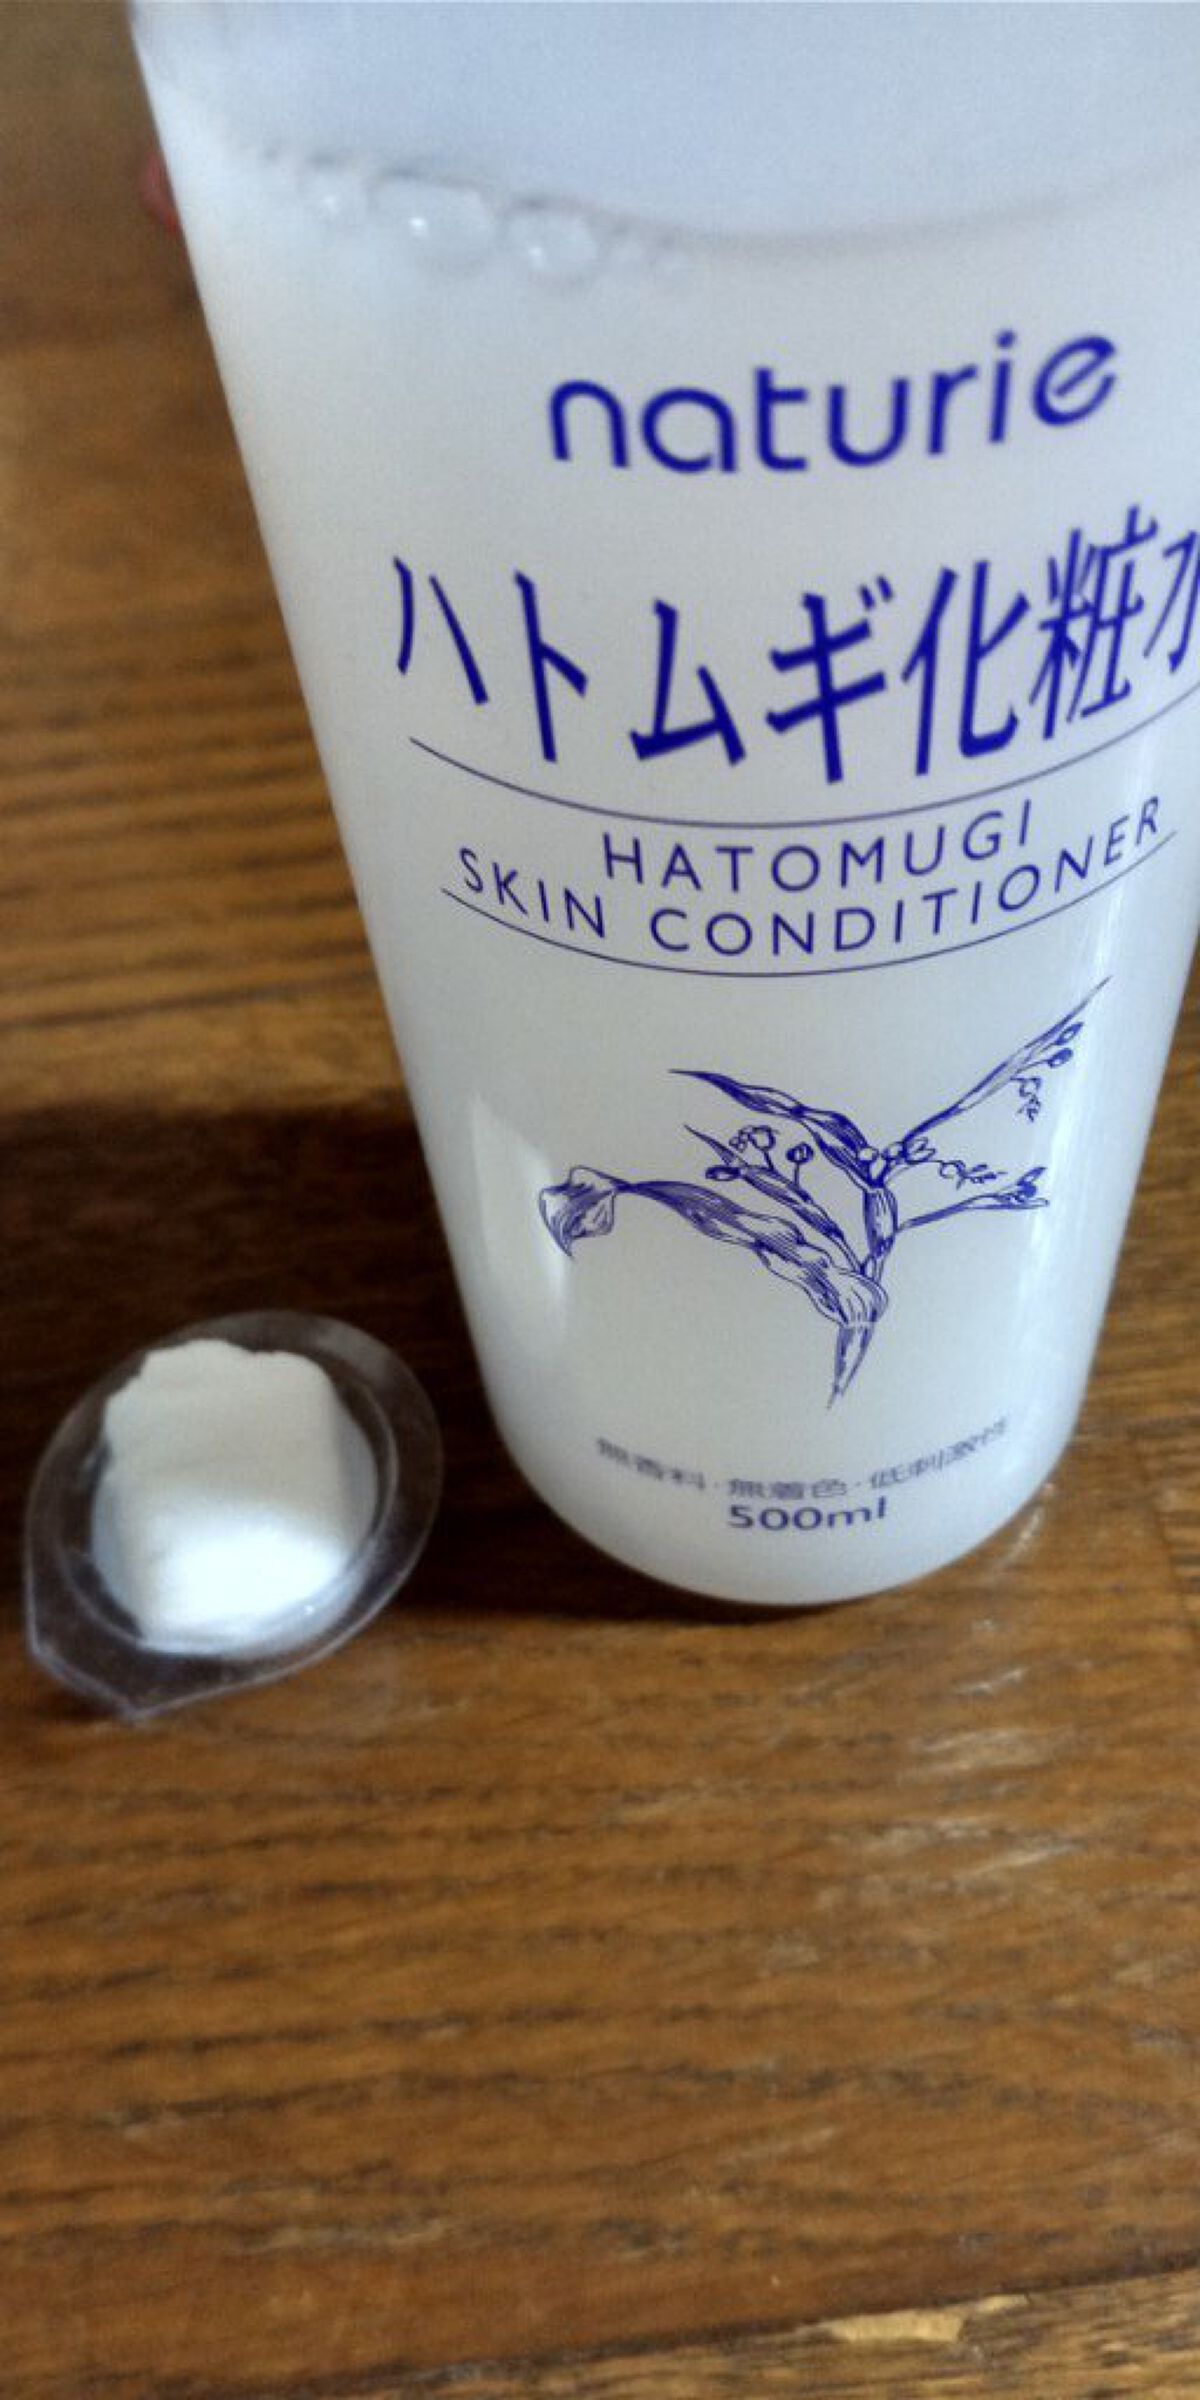 naturie
ハトムギ化粧水
HATOMUGI
SKIN CONDITIONER
無香料・無着色・低刺激性
500ml